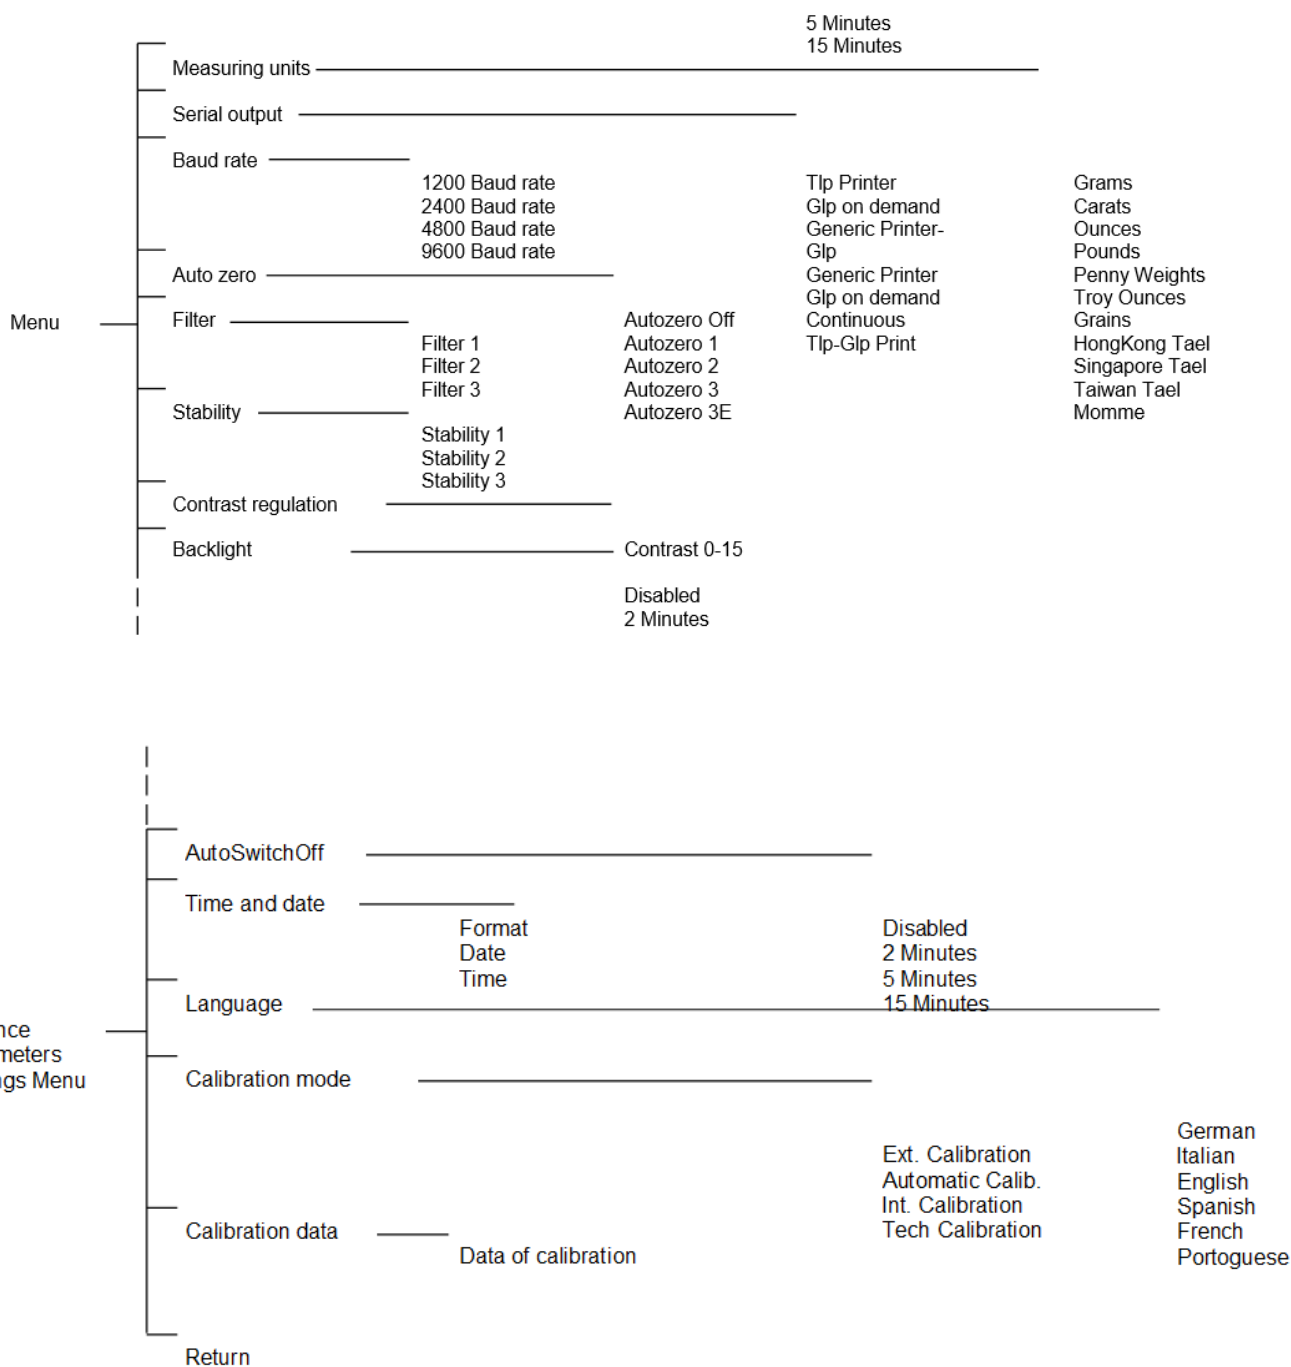 5 Minutes
15 Minutes
Measuring units
Serial output
Baud rate
1200 Baud rate
2400 Baud rate
4800 Baud rate
9600 Baud rate
Tlp Printer
Glp on demand
Generic Printer-
Glp
Generic Printer
Glp on demand
Continuous
Tlp-Glp Print
Grams
Carats
Ounces
Pounds
Penny Weights
Troy Ounces
Grains
HongKong Tael
Singapore Tael
Taiwan Tael
Momme
Auto zero
Menu
Filter
Filter 1
Filter 2
Filter 3
Autozero Off
Autozero 1
Autozero 2
Autozero 3
Autozero 3E
Stability
Stability 1
Stability 2
Stability 3
Contrast regulation
Backlight
Contrast 0-15
Disabled
2 Minutes
AutoSwitchOff
Time and date
Format
Date
Time
Disabled
2 Minutes
5 Minutes
15 Minutes
Language
nce
meters
ngs Menu
Calibration mode
Ext. Calibration
Automatic Calib.
Int. Calibration
Tech Calibration
German
Italian
English
Spanish
French
Portoguese
Calibration data
Data of calibration
Return